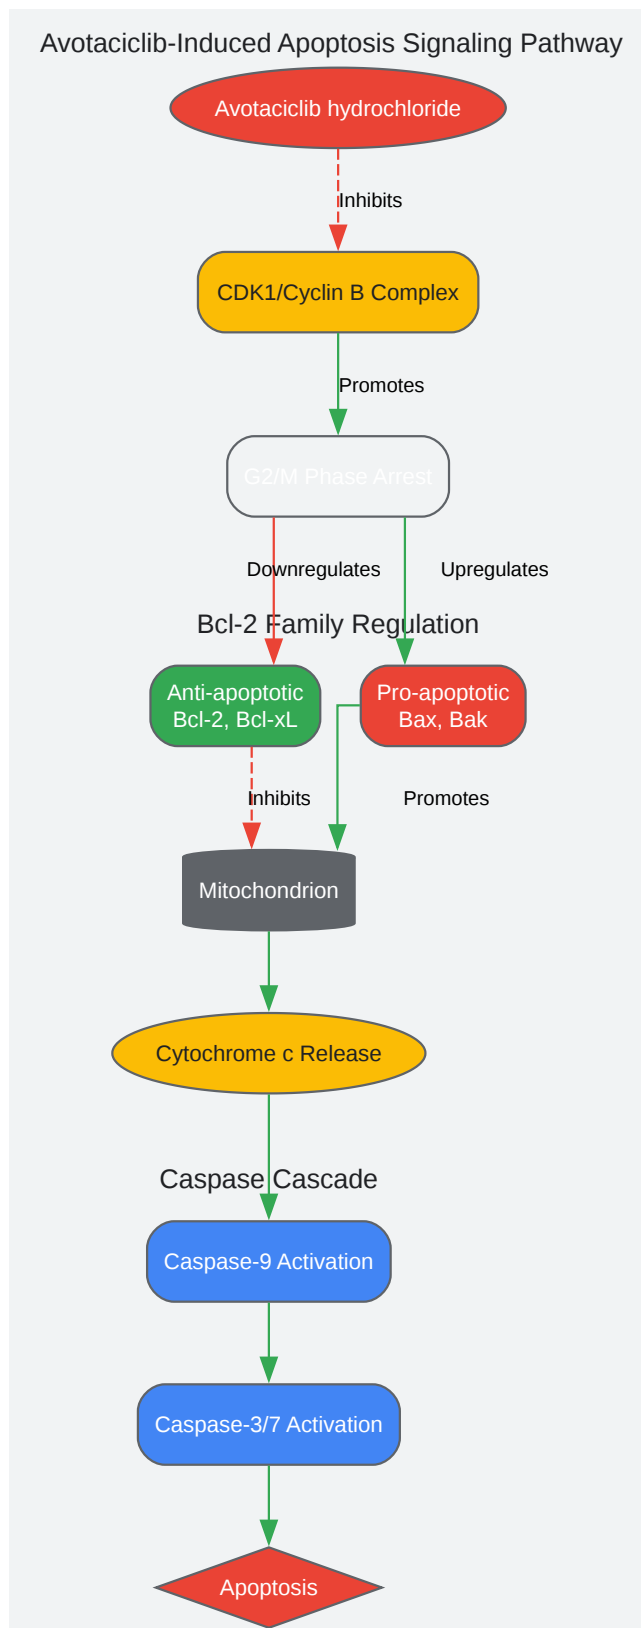 Avotaciclib-Induced Apoptosis Signaling Pathway
Avotaciclib hydrochloride
Inhibits
CDK1/Cyclin B Complex
Promotes
G2/M Phase Arrest
Downregulates
Upregulates
Bcl-2 Family Regulation
Anti-apoptotic
Bcl-2, Bcl-xL
Pro-apoptotic
Bax, Bak
Inhibits
Promotes
Mitochondrion
Cytochrome c Release
Caspase Cascade
Caspase-9 Activation
Caspase-3/7 Activation
Apoptosis